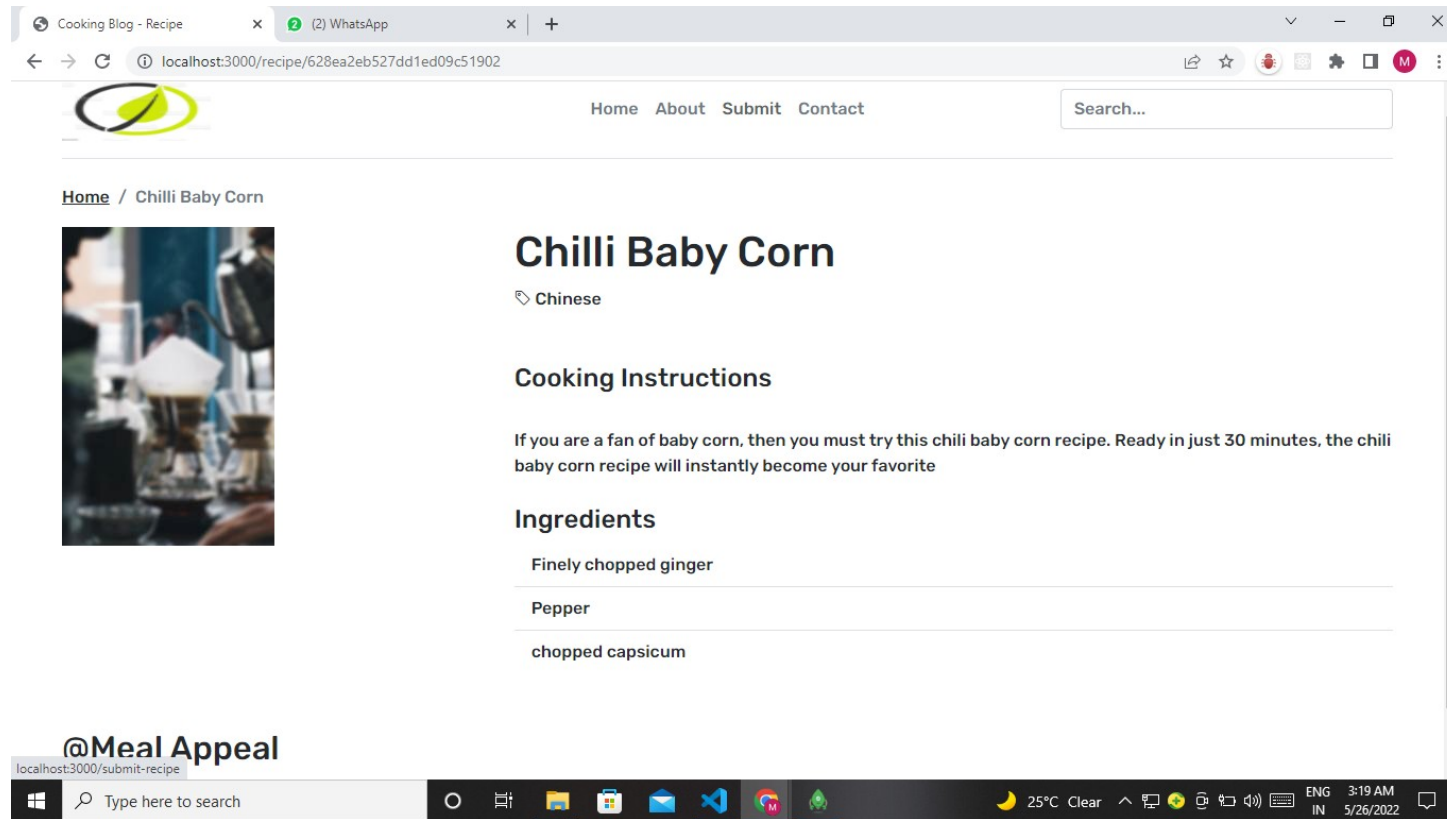 Cooking Blog - Recipe
2 (2) WhatsApp
localhost:3000/recipe/628ea2eb527dd1ed09c51902
M
Home About Submit Contact
Search...
Home / Chilli Baby Corn
Chilli Baby Corn
Chinese
Cooking Instructions
If you are a fan of baby corn, then you must try this chili baby corn recipe. Ready in just 30 minutes, the chili
baby corn recipe will instantly become your favorite
Ingredients
Finely chopped ginger
Pepper
chopped capsicum
@Meal Appeal
localhost:3000/submit-recipe
Type here to search
M
25°C Clear
ENG
IN
3:19 AM
5/26/2022